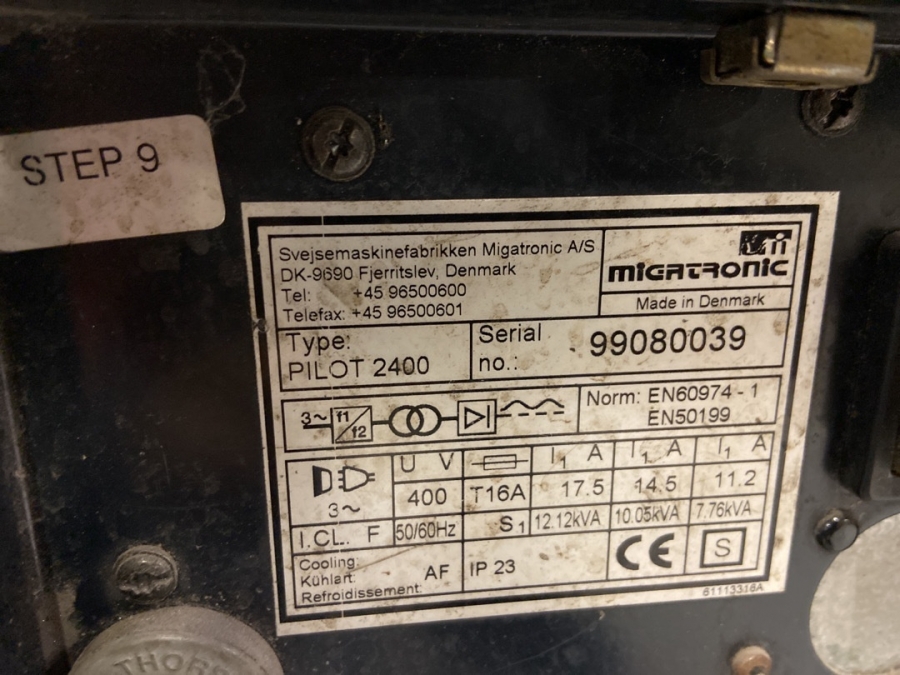 STEP 9
Svejsemaskinefabrikken Migatronic A/S
DK-9690 Fjerritslev, Denmark
Tel: +45 96500600
Telefax: +45 96500601
MIGATRONIC
Made in Denmark
Type:
PILOT 2400
Serial
no.: 99080039
3~ f1/f2
Norm: EN60974-1
EN50199
U V I1 A I1 A I1 A
400 T16A 17.5 14.5 11.2
3~
I.CL. F 50/60Hz S1 12.12kVA 10.05kVA 7.76kVA
Cooling:
Kühlart: AF IP 23
Refroidissement:
CE S
61113316A